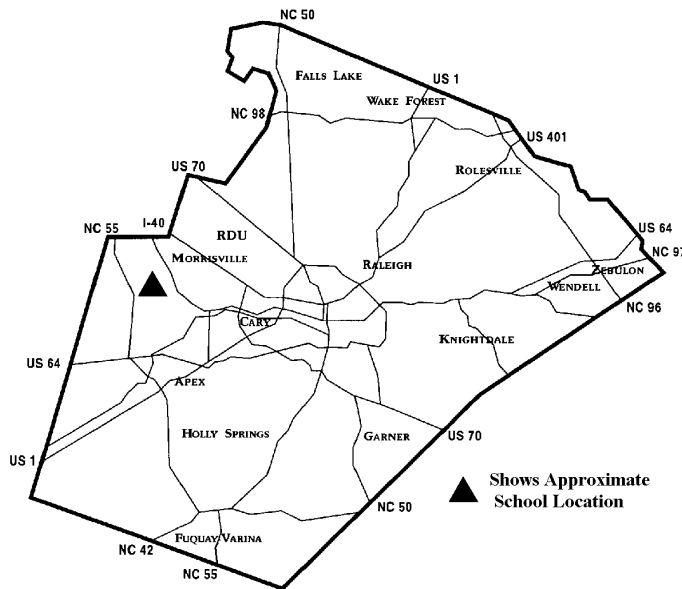 NC 50
FALLS LAKE
US 1
WAKE FOREST
NC 98
US 401
US 70
ROLESVILLE
I-40
NC 55
RDU
US 64
MORRISVILLE
RALEIGH
NC 97
ZEBULON
WENDELL
NC 96
CARY
KNIGHTDALE
US 64
APEX
HOLLY SPRINGS
GARNER
US 70
US 1
Shows Approximate
School Location
NC 50
FUQUAY VARINA
NC 42
NC 55